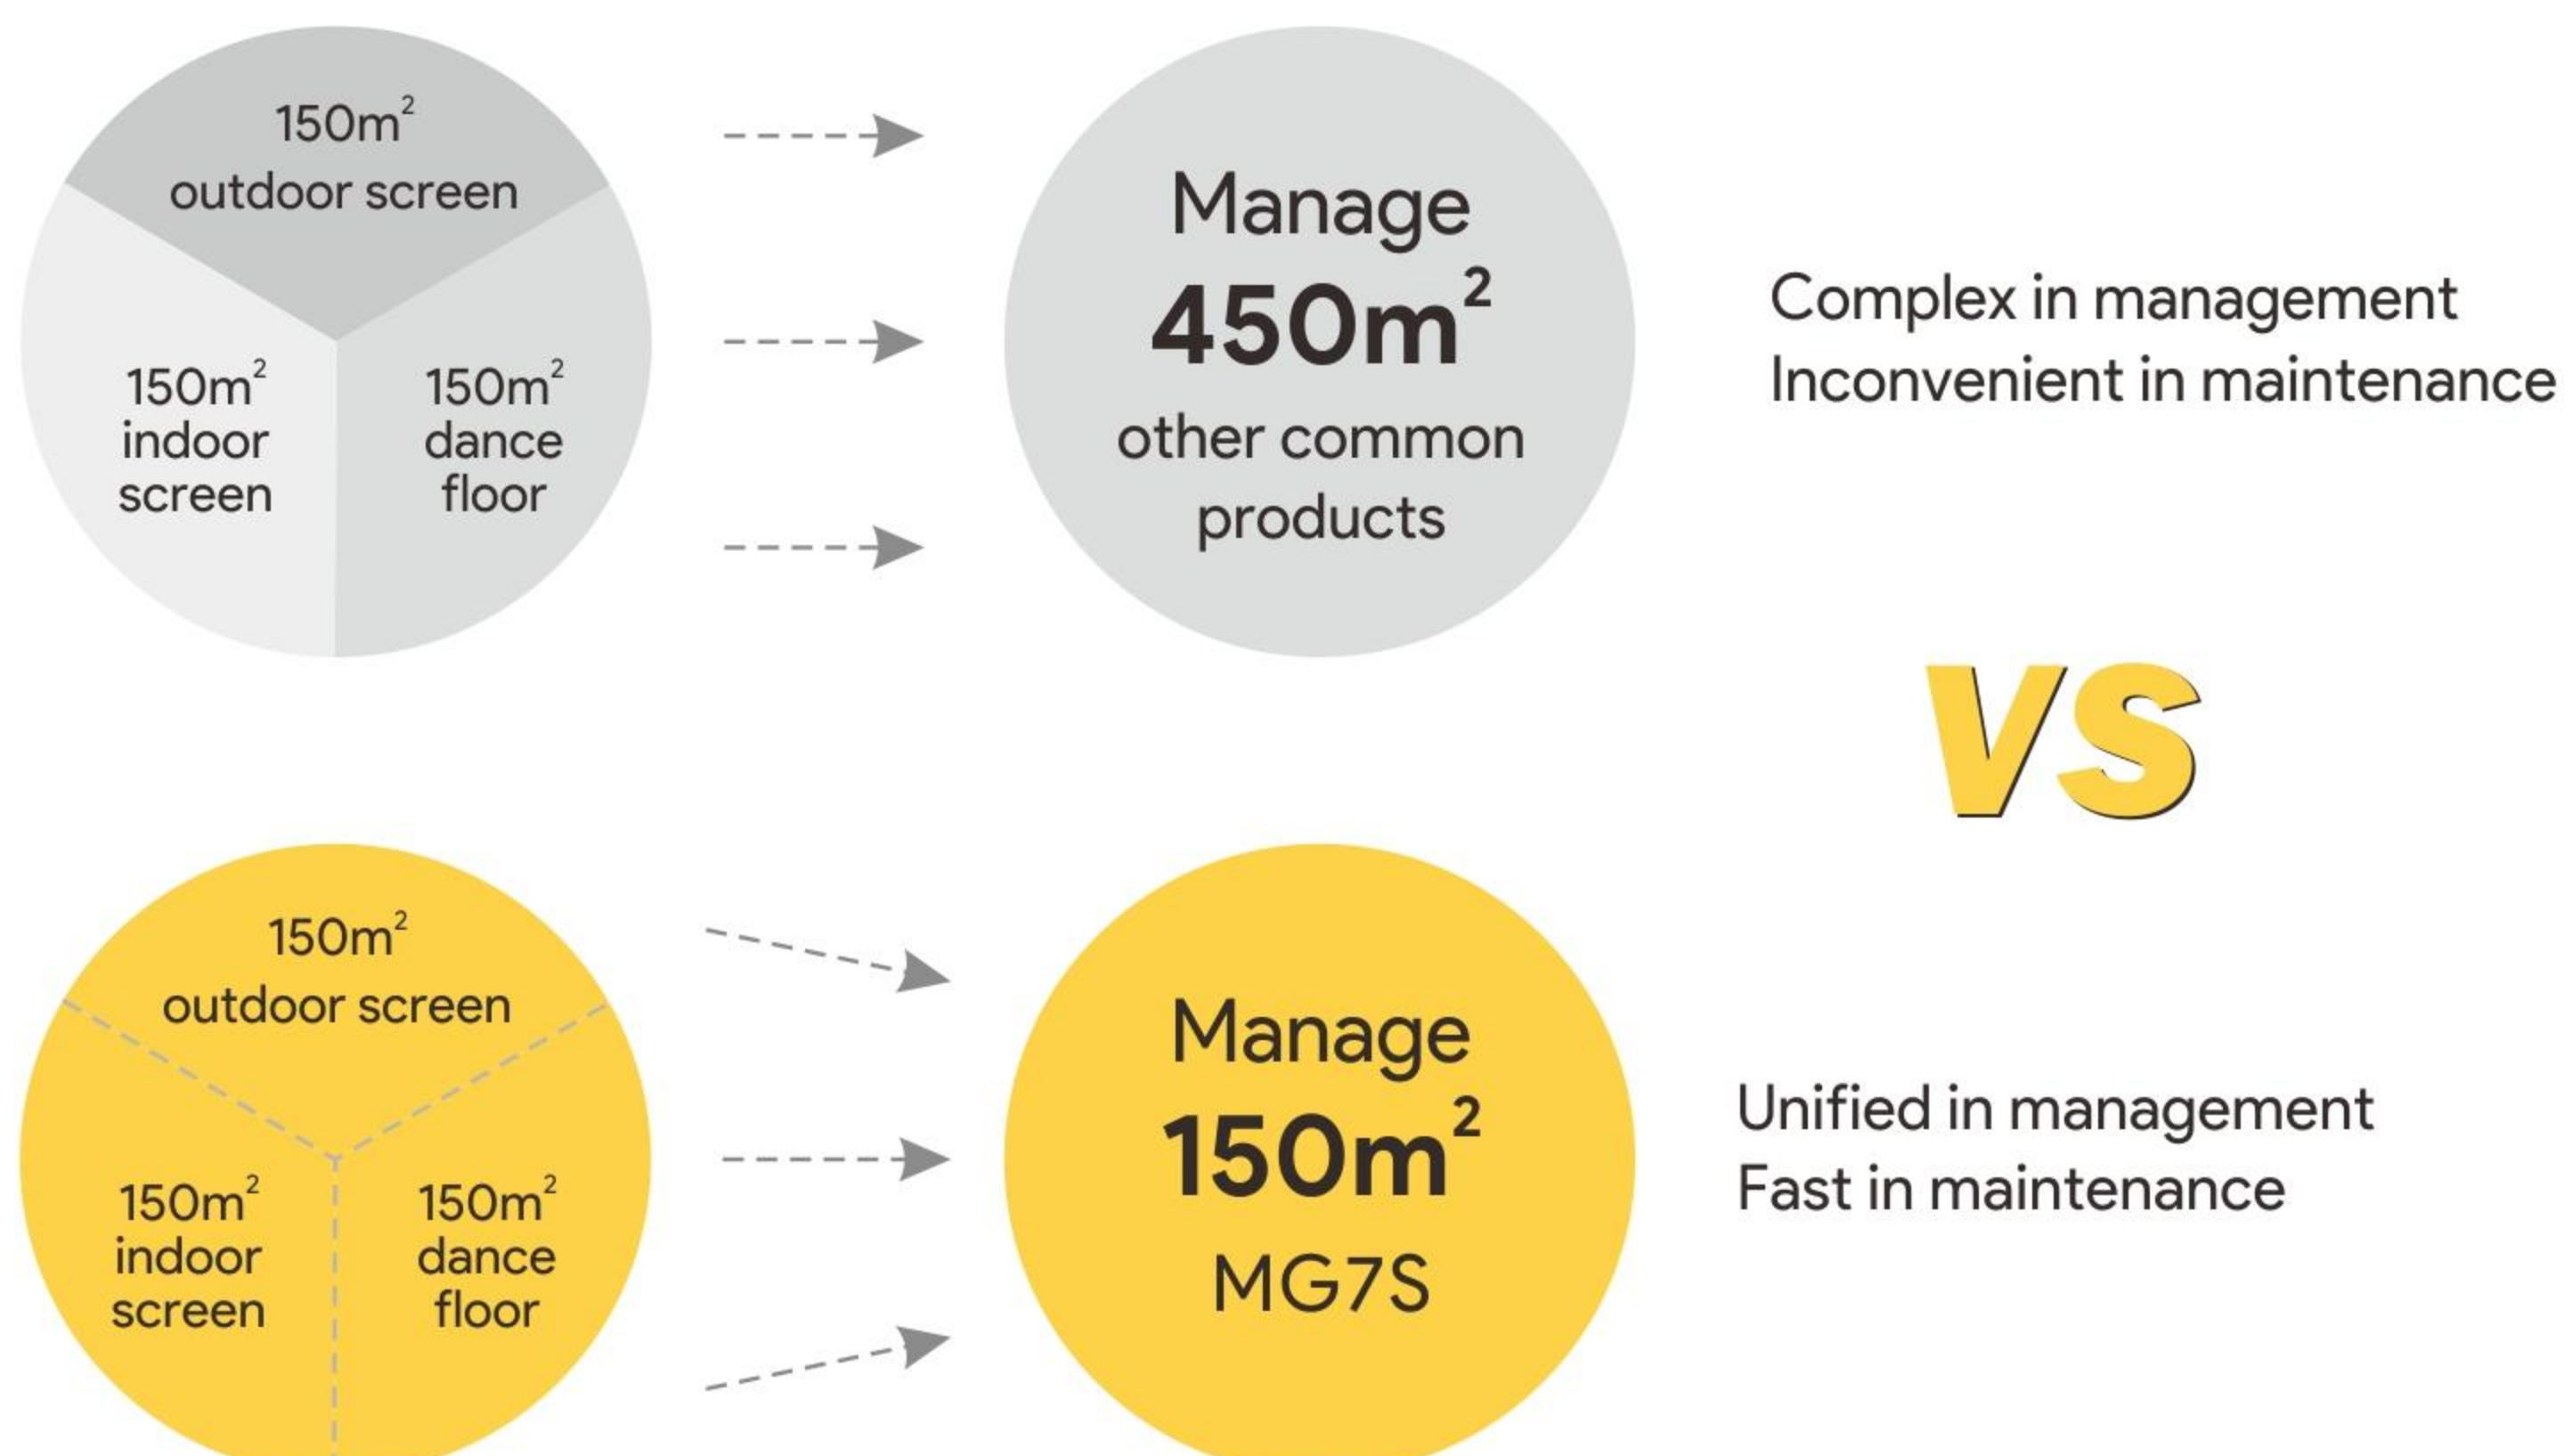 150m²
outdoor screen
150m²
indoor
screen
150m²
dance
floor
Manage
450m²
other common
products
Complex in management
Inconvenient in maintenance
VS
150m²
outdoor screen
150m²
indoor
screen
150m²
dance
floor
Manage
150m²
MG7S
Unified in management
Fast in maintenance